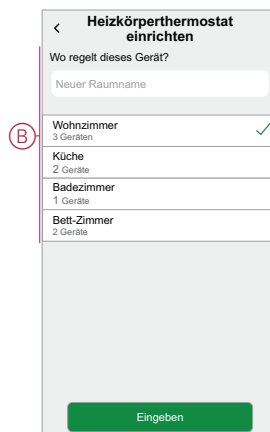 Heizkörperthermostat
einrichten
Wo regelt dieses Gerät?
Neuer Raumname
B
Wohnzimmer
3 Geräten
Küche
2 Geräte
Badezimmer
1 Geräte
Bett-Zimmer
2 Geräte
Eingeben